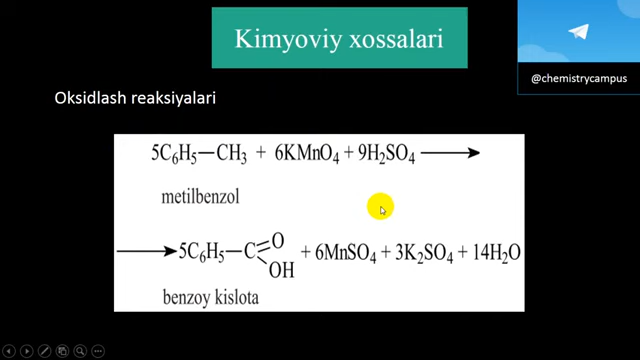 Kimyoviy xossalari
@chemistrycampus
Oksidlash reaksiyalari
5C₆H₅—CH₃ + 6KMnO₄ + 9H₂SO₄ ⟶
metilbenzol
⟶ 5C₆H₅—C
O
OH
+ 6MnSO₄ + 3K₂SO₄ + 14H₂O
benzoy kislota